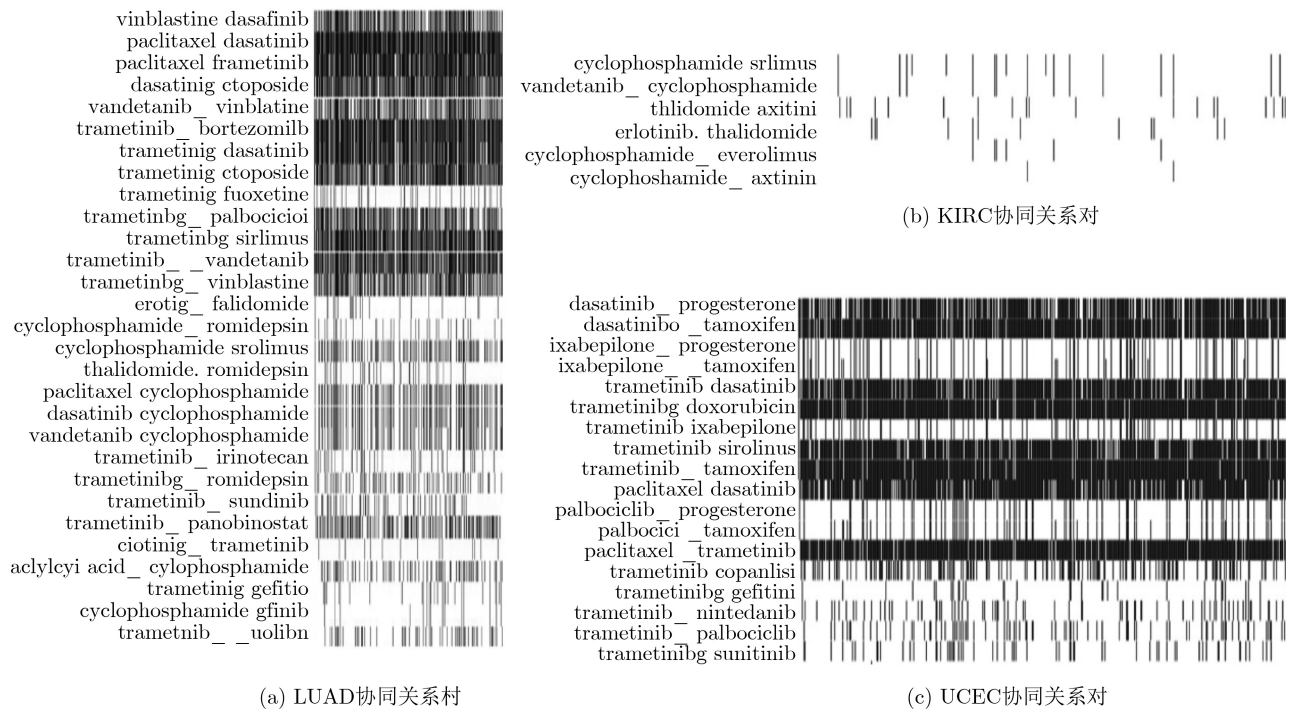 vinblastine dasafinib
paclitaxel dasatinib
paclitaxel frametinib
dasatinig ctoposide
vandetanib_ vinblatine
trametinib_ bortezomilb
trametinig dasatinib
trametinig ctoposide
trametinig fuoxetine
trametinbg_ palbocicioi
trametinbg sirlimus
trametinib_ _vandetanib
trametinbg_ vinblastine
erotig_ falidomide
cyclophosphamide_ romidepsin
cyclophosphamide srolimus
thalidomide. romidepsin
paclitaxel cyclophosphamide
dasatinib cyclophosphamide
vandetanib cyclophosphamide
trametinib_ irinotecan
trametinibg_ romidepsin
trametinib_ sundinib
trametinib_ panobinostat
ciotinig_ trametinib
aclylcyi acid_ cylophosphamide
trametinig gefitio
cyclophosphamide gfinib
trametnib_ _uolibn
(a) LUAD协同关系村
cyclophosphamide srlimus
vandetanib_ cyclophosphamide
thlidomide axitini
erlotinib. thalidomide
cyclophosphamide_ everolimus
cyclophoshamide_ axtinin
(b) KIRC协同关系对
dasatinib_ progesterone
dasatinibo _tamoxifen
ixabepilone_ progesterone
ixabepilone_ _tamoxifen
trametinib dasatinib
trametinibg doxorubicin
trametinib ixabepilone
trametinib sirolinus
trametinib_ tamoxifen
paclitaxel dasatinib
palbociclib_ progesterone
palbocici _tamoxifen
paclitaxel _trametinib
trametinib copanlisi
trametinibg gefitini
trametinib_ nintedanib
trametinib_ palbociclib
trametinibg sunitinib
(c) UCEC协同关系对